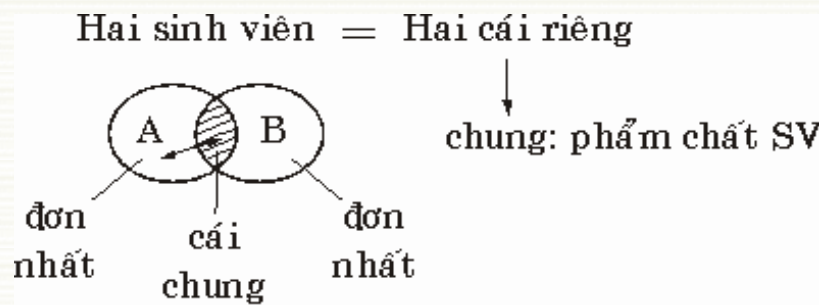 Hai sinh viên = Hai cái riêng
A B
chung: phẩm chất SV
đơn nhất
cái chung
đơn nhất